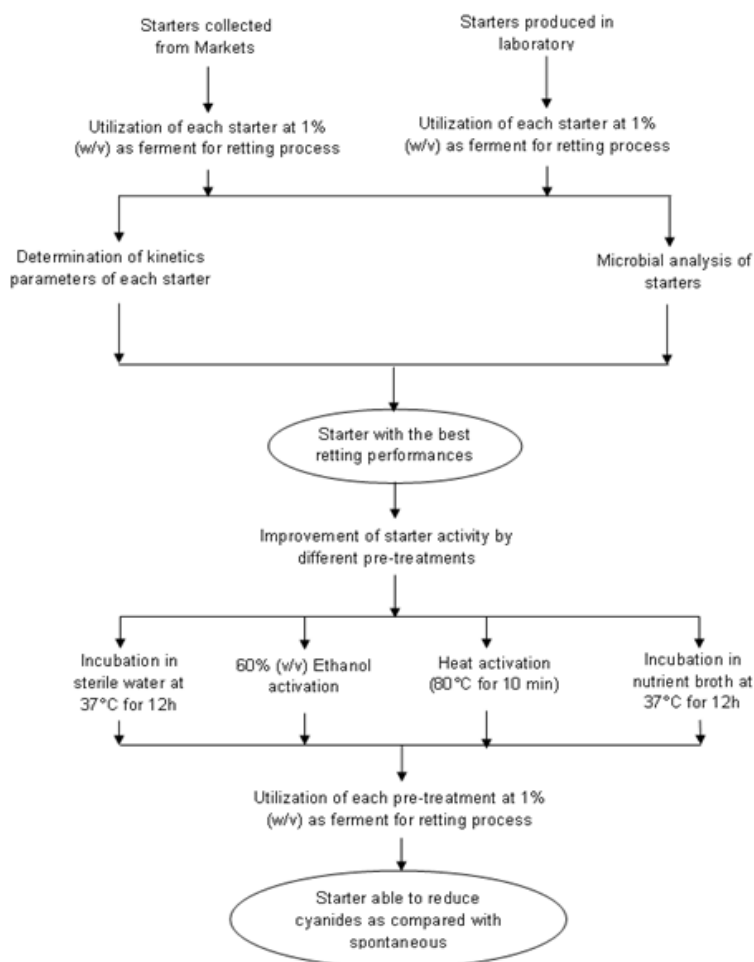 Starters collected
from Markets
Starters produced in
laboratory
Utilization of each starter at 1%
(w/v) as ferment for retting process
Utilization of each starter at 1%
(w/v) as ferment for retting process
Determination of kinetics
parameters of each starter
Microbial analysis of
starters
Starter with the best
retting performances
Improvement of starter activity by
different pre-treatments
Incubation in
sterile water at
37°C for 12h
60% (v/v) Ethanol
activation
Heat activation
(80°C for 10 min)
Incubation in
nutrient broth at
37°C for 12h
Utilization of each pre-treatment at 1%
(w/v) as ferment for retting process
Starter able to reduce
cyanides as compared with
spontaneous